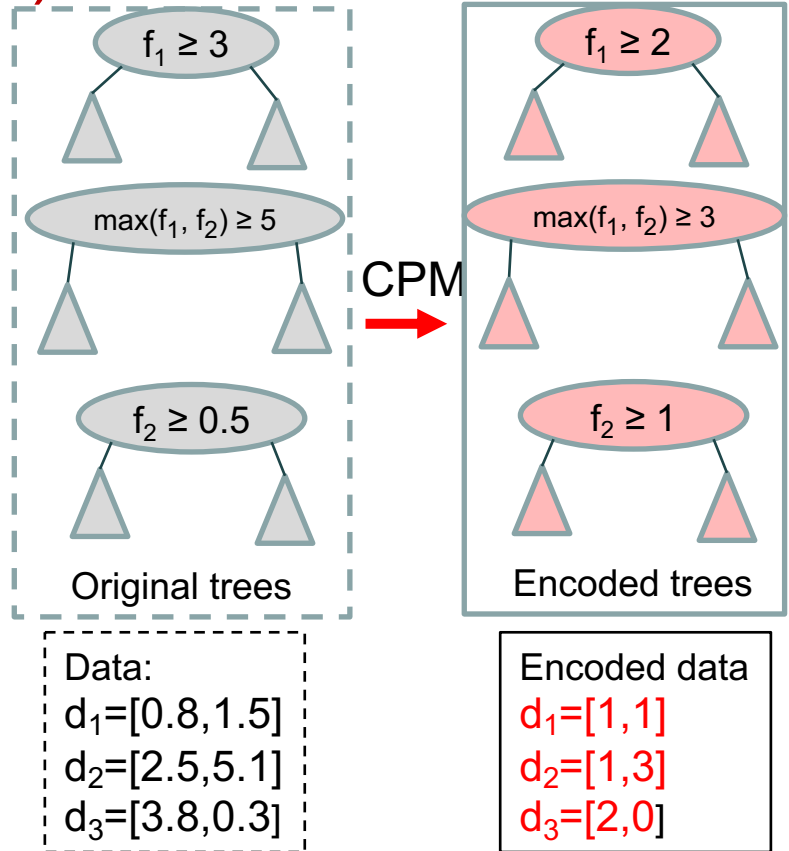 )
f₁ ≥ 3
max(f₁, f₂) ≥ 5
f₂ ≥ 0.5
Original trees
CPM
f₁ ≥ 2
max(f₁, f₂) ≥ 3
f₂ ≥ 1
Encoded trees
Data:
d₁=[0.8,1.5]
d₂=[2.5,5.1]
d₃=[3.8,0.3]
Encoded data
d₁=[1,1]
d₂=[1,3]
d₃=[2,0]